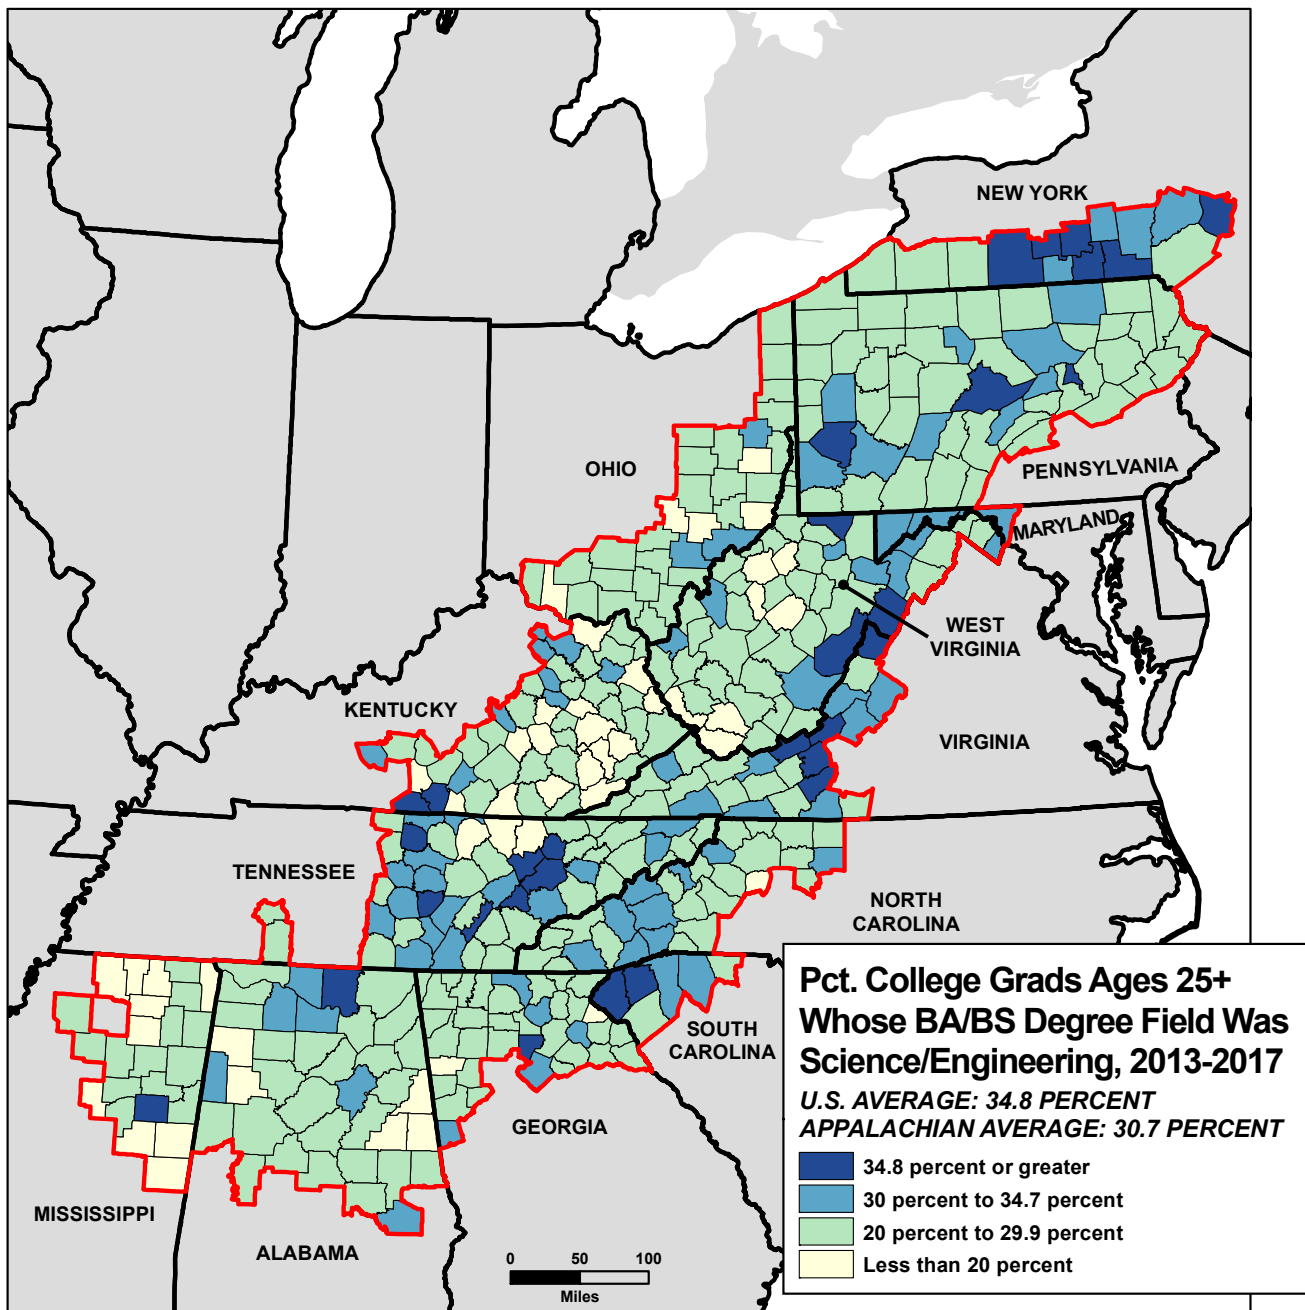 NEW YORK
OHIO
PENNSYLVANIA
MARYLAND
WEST
VIRGINIA
KENTUCKY
VIRGINIA
TENNESSEE
NORTH
CAROLINA
SOUTH
CAROLINA
GEORGIA
MISSISSIPPI
ALABAMA
0 50 100
Miles
Pct. College Grads Ages 25+
Whose BA/BS Degree Field Was
Science/Engineering, 2013-2017
U.S. AVERAGE: 34.8 PERCENT
APPALACHIAN AVERAGE: 30.7 PERCENT
34.8 percent or greater
30 percent to 34.7 percent
20 percent to 29.9 percent
Less than 20 percent